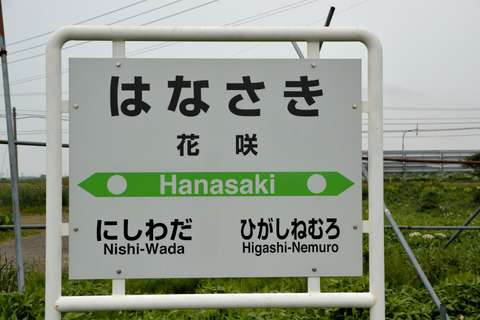 はなさき
花咲
Hanasaki
にしわだ ひがしねむろ
Nishi-Wada Higashi-Nemuro